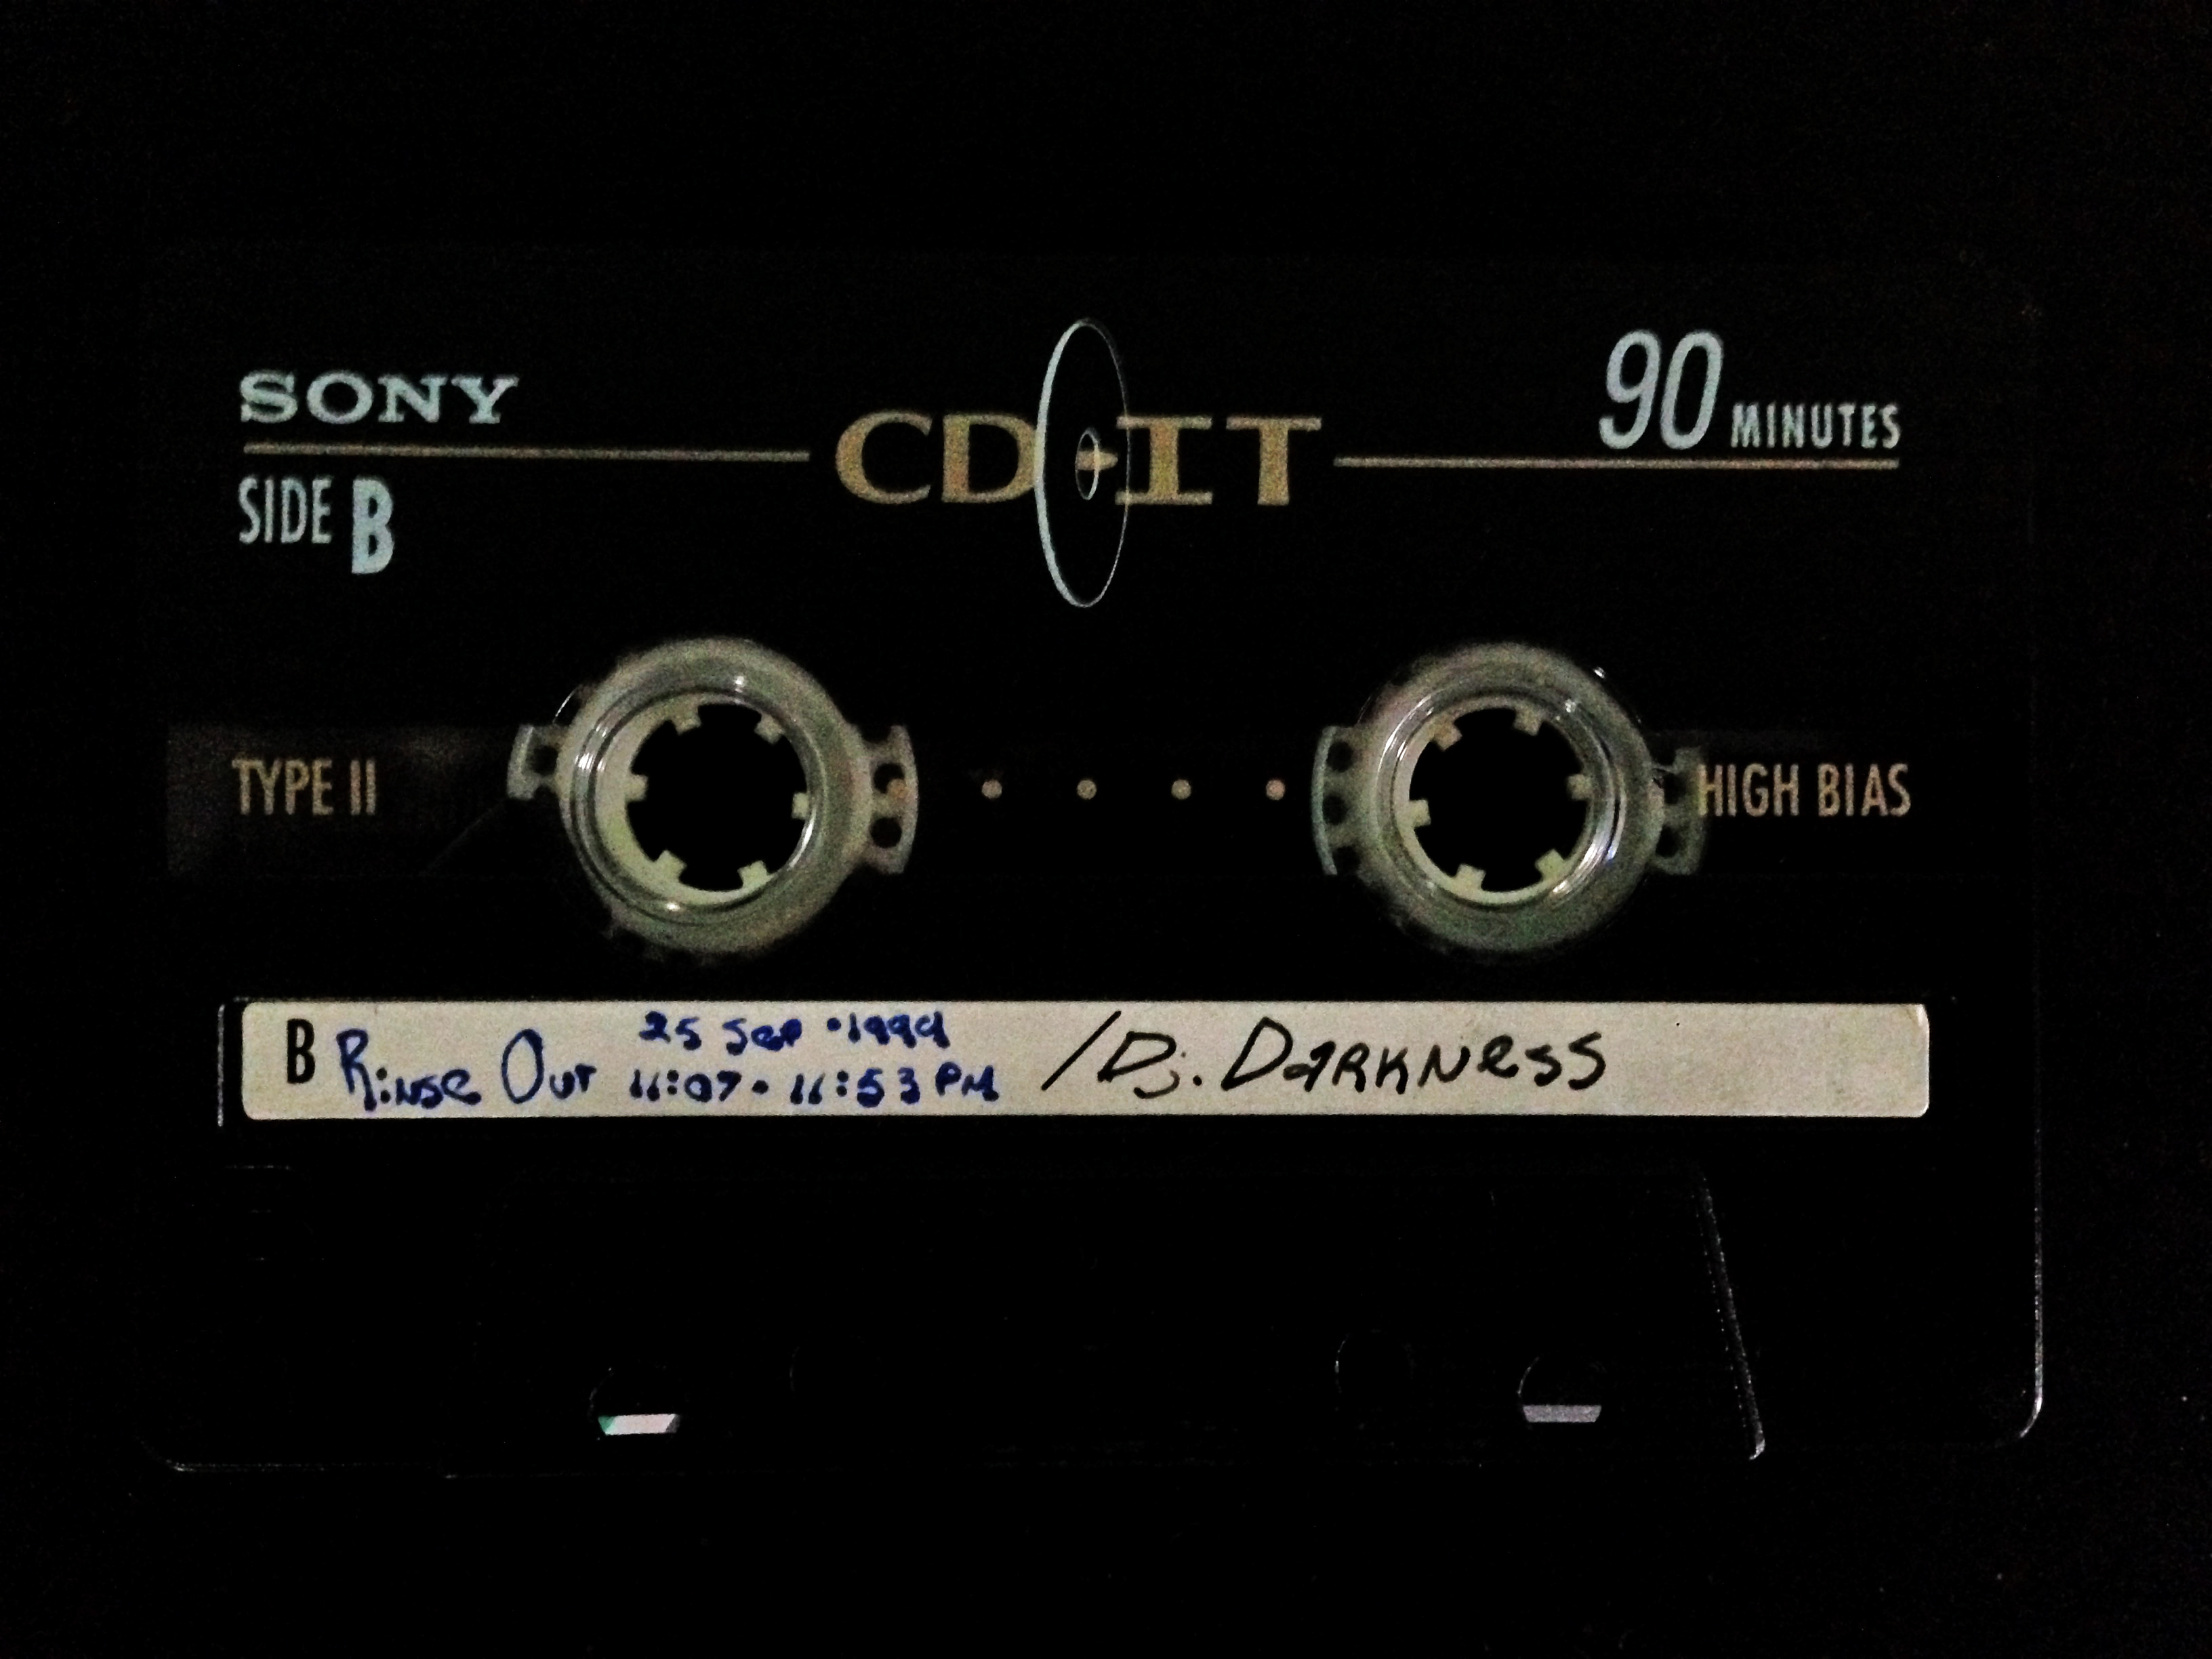 SONY
CD-IT
90 MINUTES
SIDE B
TYPE II
HIGH BIAS
B Rinse Out 25 Sep • 1999 / Dj. Darkness
11:07 - 11:53 PM